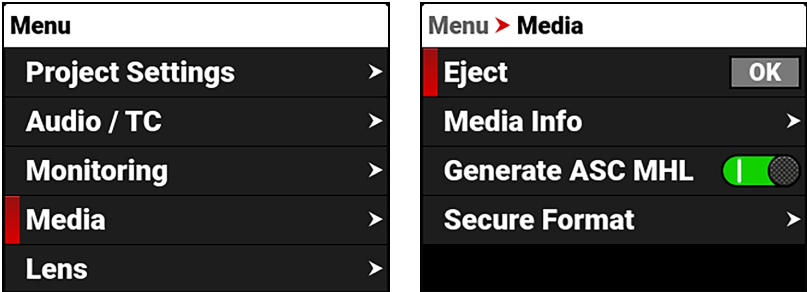 Menu
Project Settings
Audio / TC
Monitoring
Media
Lens
Menu ➤ Media
Eject OK
Media Info
Generate ASC MHL
Secure Format